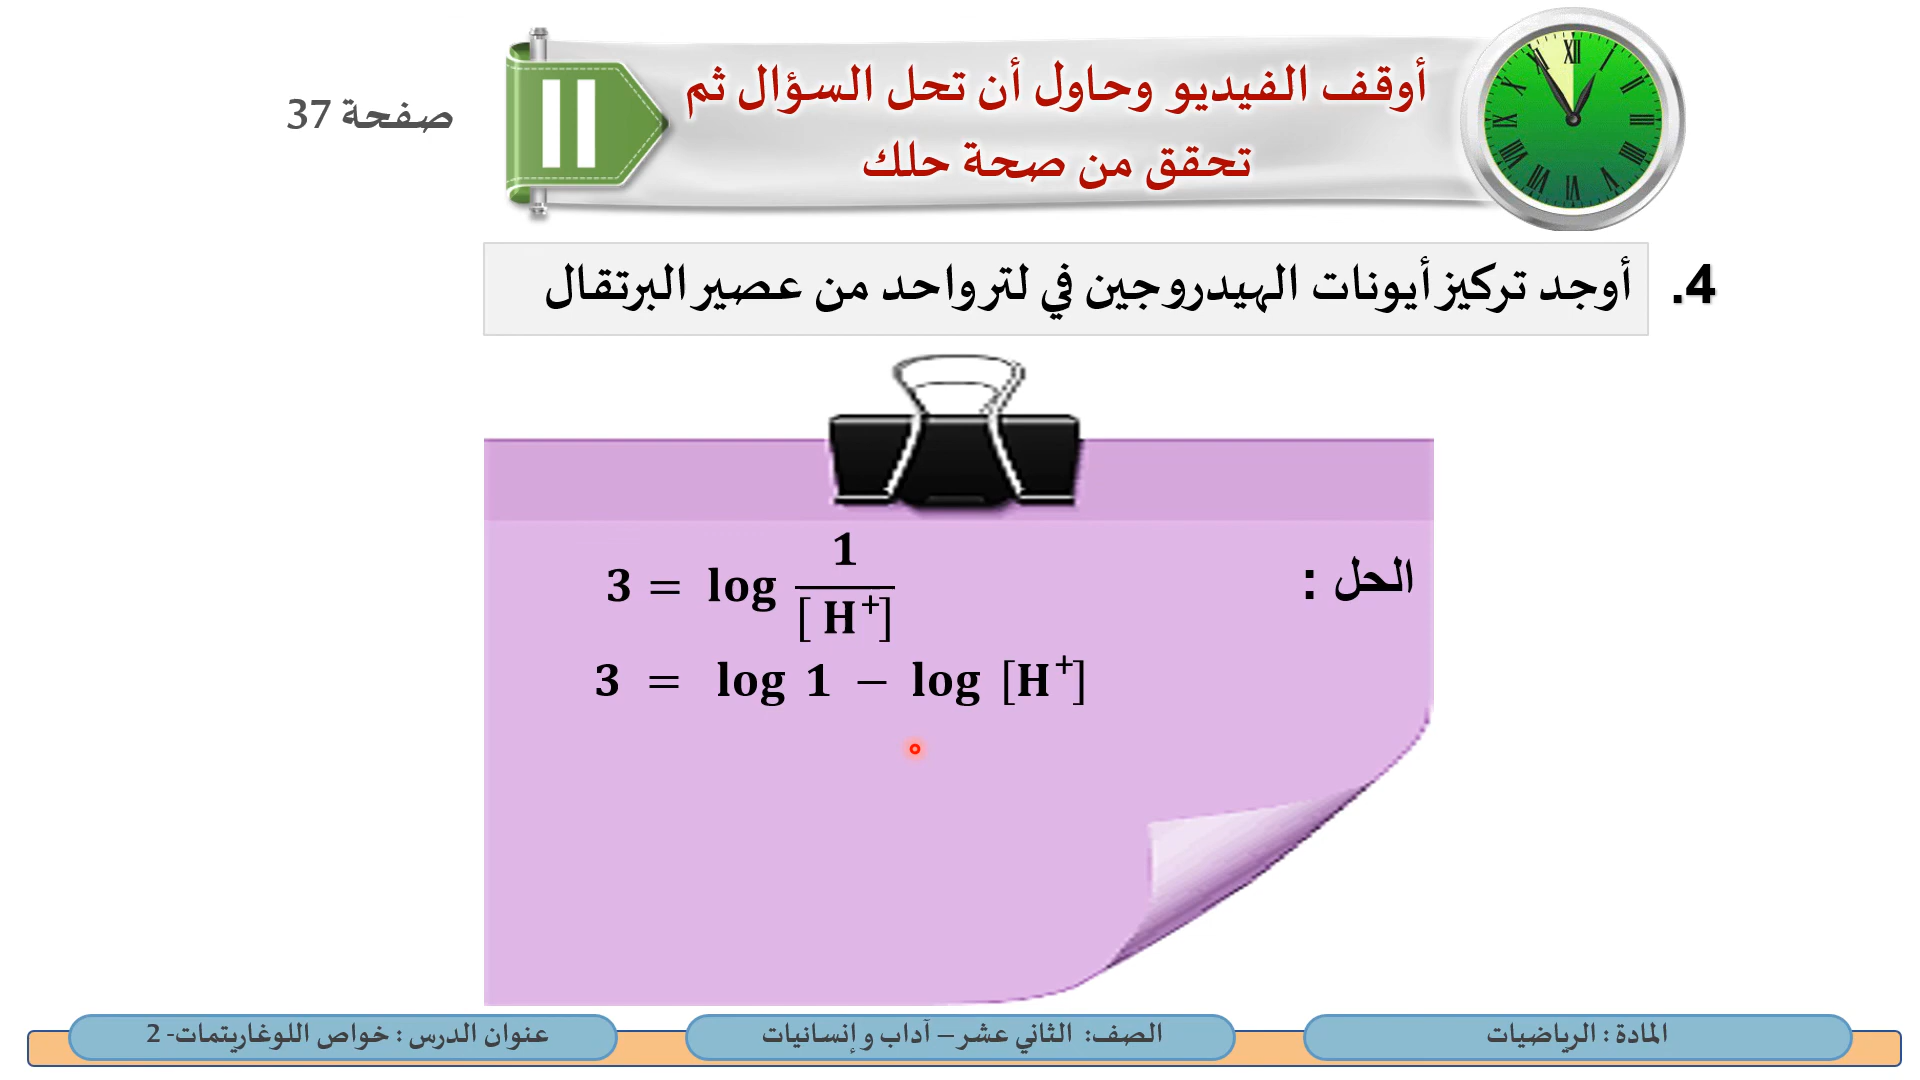 أوقف الفيديو وحاول أن تحل السؤال ثم
تحقق من صحة حلك
صفحة 37
4. أوجد تركيز أيونات الهيدروجين في لتر واحد من عصير البرتقال
الحل :
3 = log 1/[ H⁺]
3 = log 1 − log [H⁺]
المادة : الرياضيات
الصف: الثاني عشر – آداب و إنسانيات
عنوان الدرس : خواص اللوغاريتمات- 2